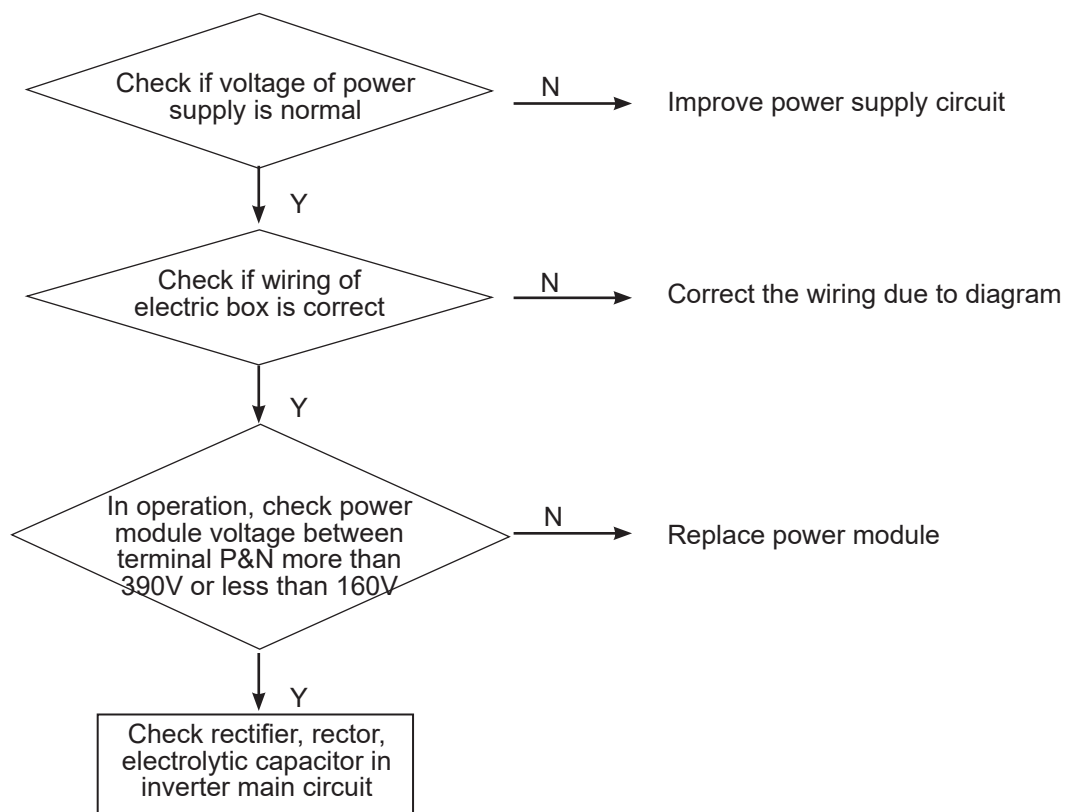 Check if voltage of power
supply is normal
N
Improve power supply circuit
Y
Check if wiring of
electric box is correct
N
Correct the wiring due to diagram
Y
In operation, check power
module voltage between
terminal P&N more than
390V or less than 160V
N
Replace power module
Y
Check rectifier, rector,
electrolytic capacitor in
inverter main circuit